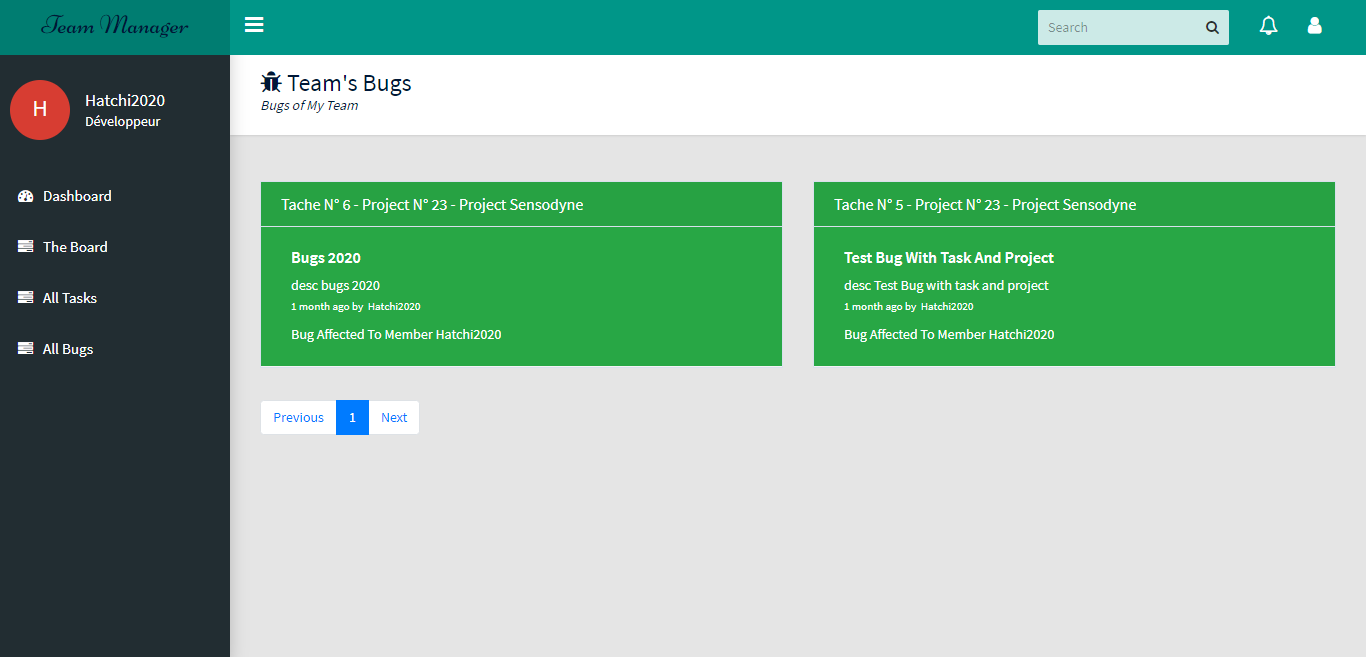 Team Manager
Search
H
Hatchi2020
Développeur
Dashboard
The Board
All Tasks
All Bugs
Team's Bugs
Bugs of My Team
Tache N° 6 - Project N° 23 - Project Sensodyne
Bugs 2020
desc bugs 2020
1 month ago by Hatchi2020
Bug Affected To Member Hatchi2020
Tache N° 5 - Project N° 23 - Project Sensodyne
Test Bug With Task And Project
desc Test Bug with task and project
1 month ago by Hatchi2020
Bug Affected To Member Hatchi2020
Previous 1 Next